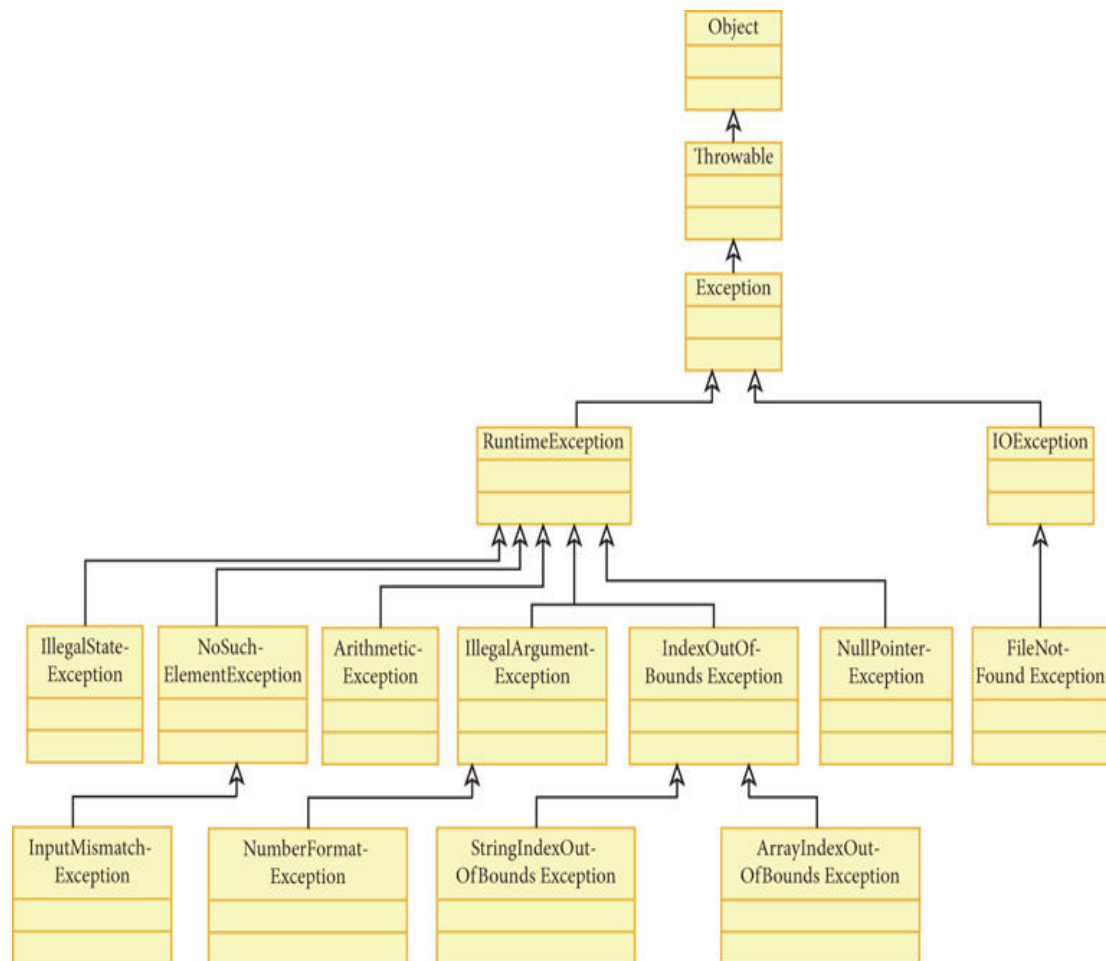 Object
Throwable
Exception
RuntimeException
IOException
IllegalState-
Exception
NoSuch-
ElementException
Arithmetic-
Exception
IllegalArgument-
Exception
IndexOutOf-
Bounds Exception
NullPointer-
Exception
FileNot-
Found Exception
InputMismatch-
Exception
NumberFormat-
Exception
StringIndexOut-
OfBounds Exception
ArrayIndexOut-
OfBounds Exception